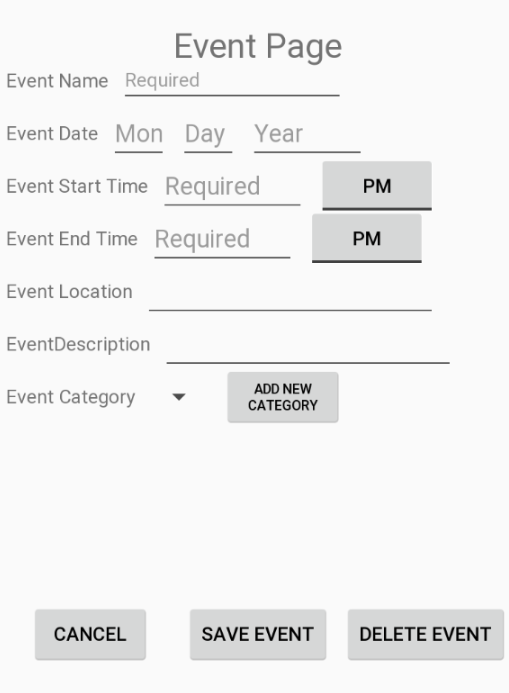 Event Page
Event Name Required
Event Date Mon Day Year
Event Start Time Required PM
Event End Time Required PM
Event Location
EventDescription
Event Category ADD NEW
CATEGORY
CANCEL SAVE EVENT DELETE EVENT